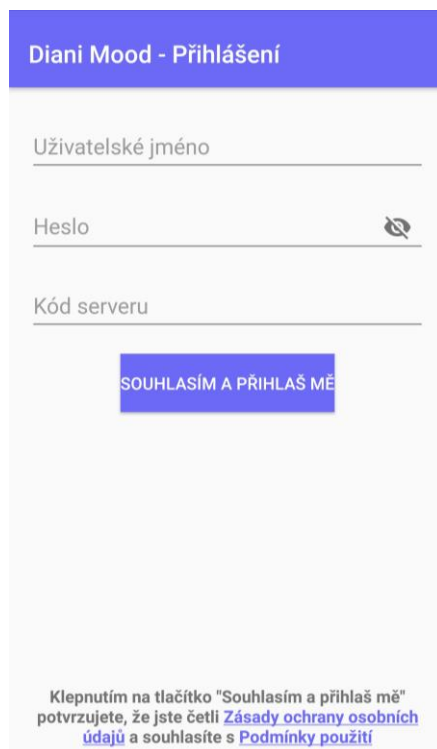 Diani Mood - Přihlášení
Uživatelské jméno
Heslo
Kód serveru
SOUHLASÍM A PŘIHLAŠ MĚ
Klepnutím na tlačítko "Souhlasím a přihlaš mě"
potvrzujete, že jste četli Zásady ochrany osobních
údajů a souhlasíte s Podmínky použití